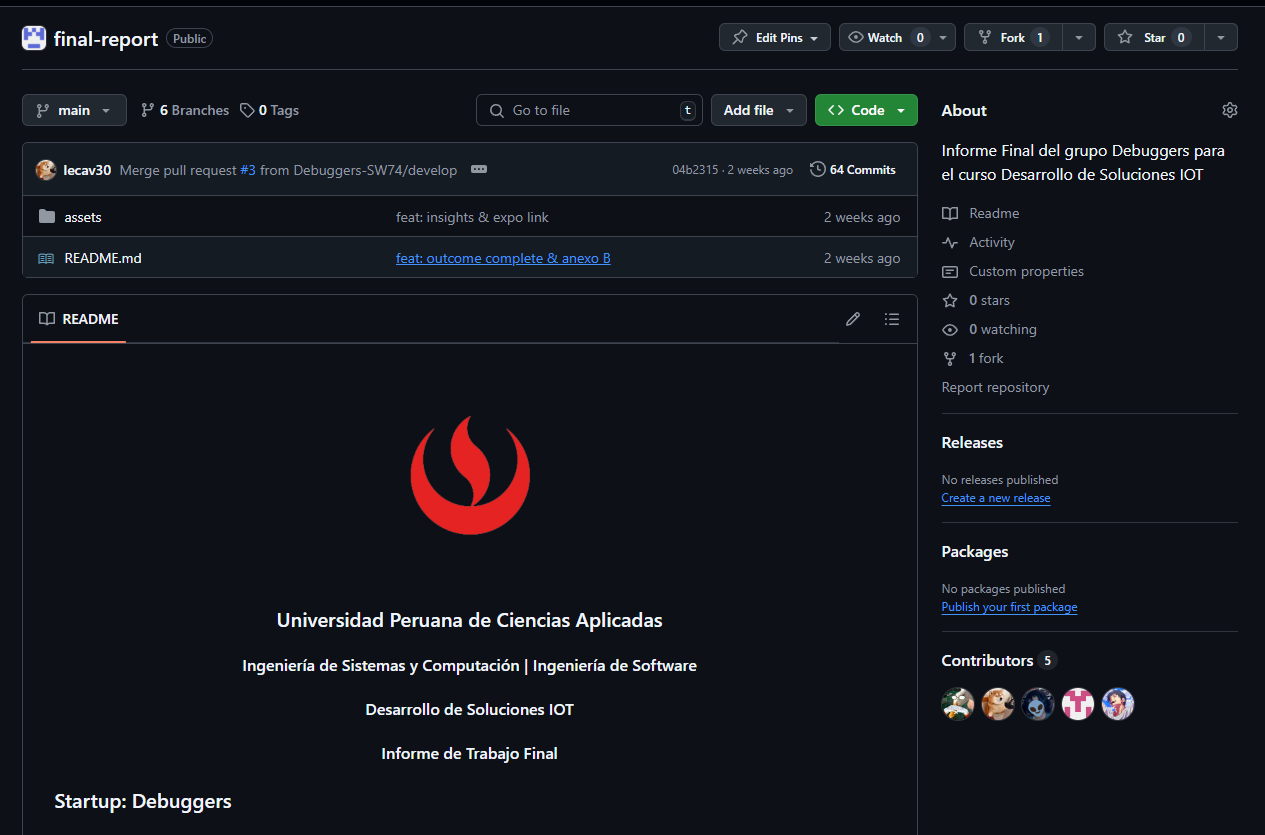 final-report Public Edit Pins Watch 0 Fork 1 Star 0
main 6 Branches 0 Tags Go to file t Add file Code
lecav30 Merge pull request #3 from Debuggers-SW74/develop 04b2315 · 2 weeks ago 64 Commits
assets feat: insights & expo link 2 weeks ago
README.md feat: outcome complete & anexo B 2 weeks ago
README
Universidad Peruana de Ciencias Aplicadas
Ingeniería de Sistemas y Computación | Ingeniería de Software
Desarrollo de Soluciones IOT
Informe de Trabajo Final
Startup: Debuggers
About
Informe Final del grupo Debuggers para
el curso Desarrollo de Soluciones IOT
Readme
Activity
Custom properties
0 stars
0 watching
1 fork
Report repository
Releases
No releases published
Create a new release
Packages
No packages published
Publish your first package
Contributors 5